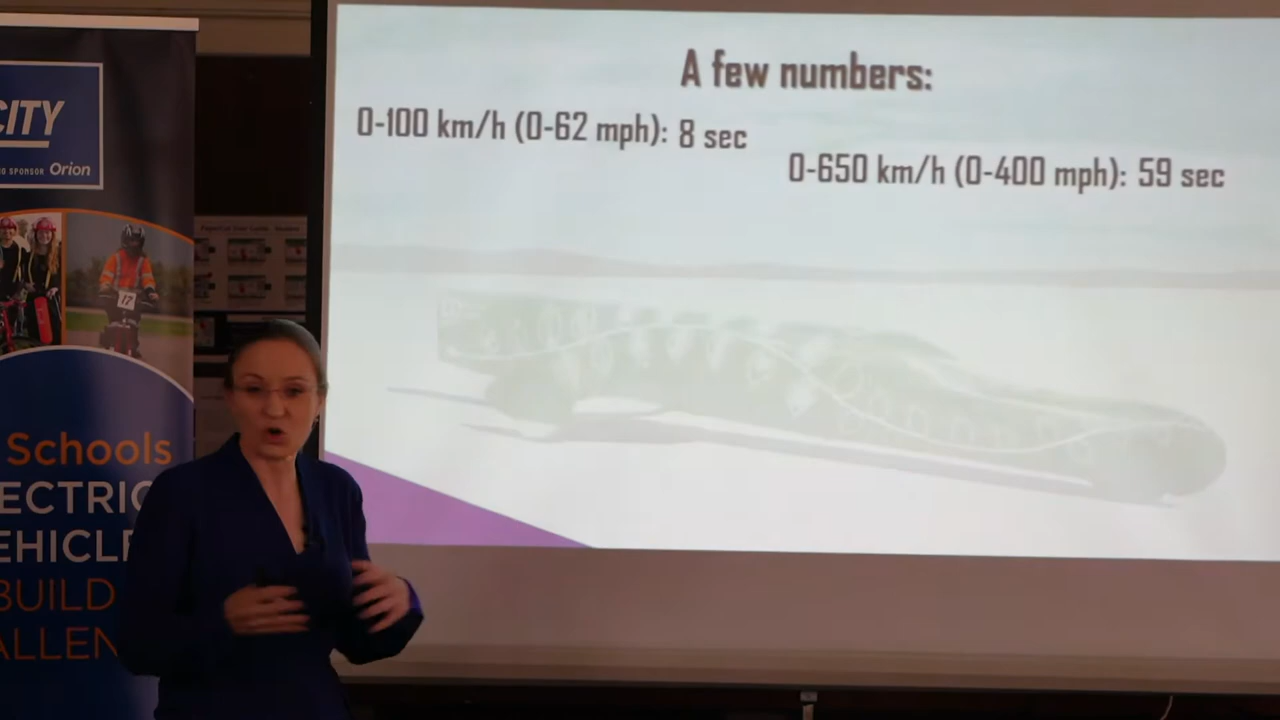 A few numbers:
0-100 km/h (0-62 mph): 8 sec
0-650 km/h (0-400 mph): 59 sec
CITY
SPONSOR Orion
17
Schools
ECTRIC
EHICLE
BUILD
ALLEN